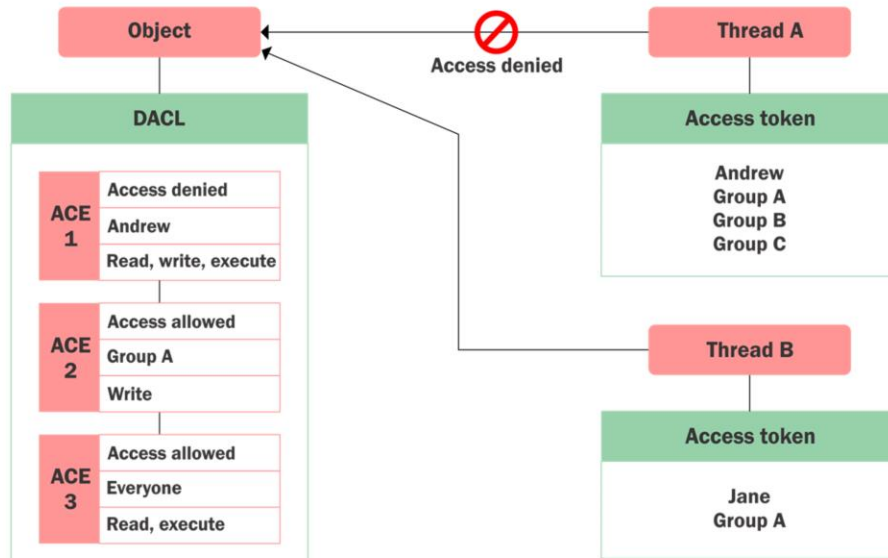 Object
Access denied
Thread A
DACL
Access token
ACE
1
Access denied
Andrew
Read, write, execute
Andrew
Group A
Group B
Group C
ACE
2
Access allowed
Group A
Write
Thread B
Access token
ACE
3
Access allowed
Everyone
Read, execute
Jane
Group A